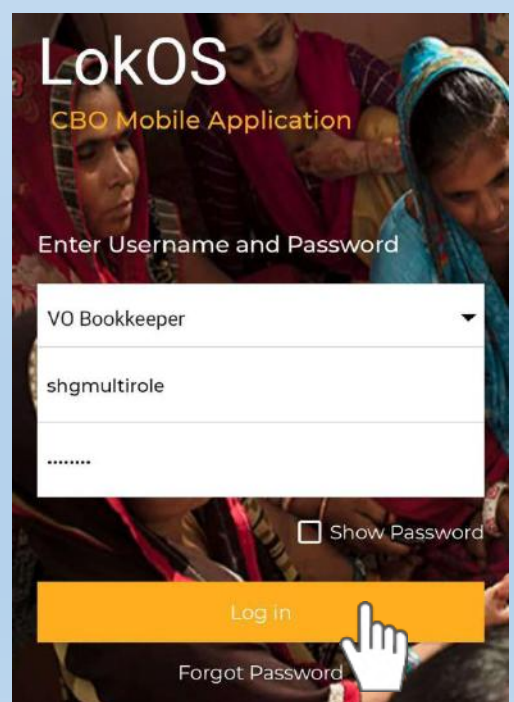 LokOS
CBO Mobile Application
Enter Username and Password
VO Bookkeeper
shgmultirole
........
Show Password
Log in
Forgot Password